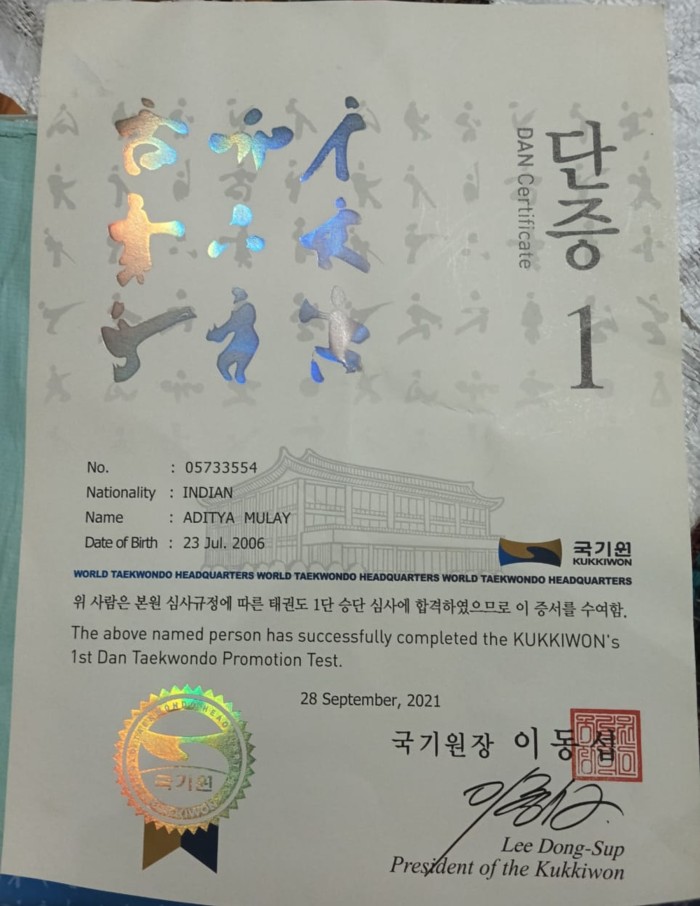 단증
DAN Certificate
1
No. : 05733554
Nationality : INDIAN
Name : ADITYA MULAY
Date of Birth : 23 Jul. 2006
국기원
KUKKIWON
WORLD TAEKWONDO HEADQUARTERS WORLD TAEKWONDO HEADQUARTERS WORLD TAEKWONDO HEADQUARTERS
위 사람은 본원 심사규정에 따른 태권도 1단 승단 심사에 합격하였으므로 이 증서를 수여함.
The above named person has successfully completed the KUKKIWON's
1st Dan Taekwondo Promotion Test.
28 September, 2021
국기원장 이동섭
국기원
Lee Dong-Sup
President of the Kukkiwon